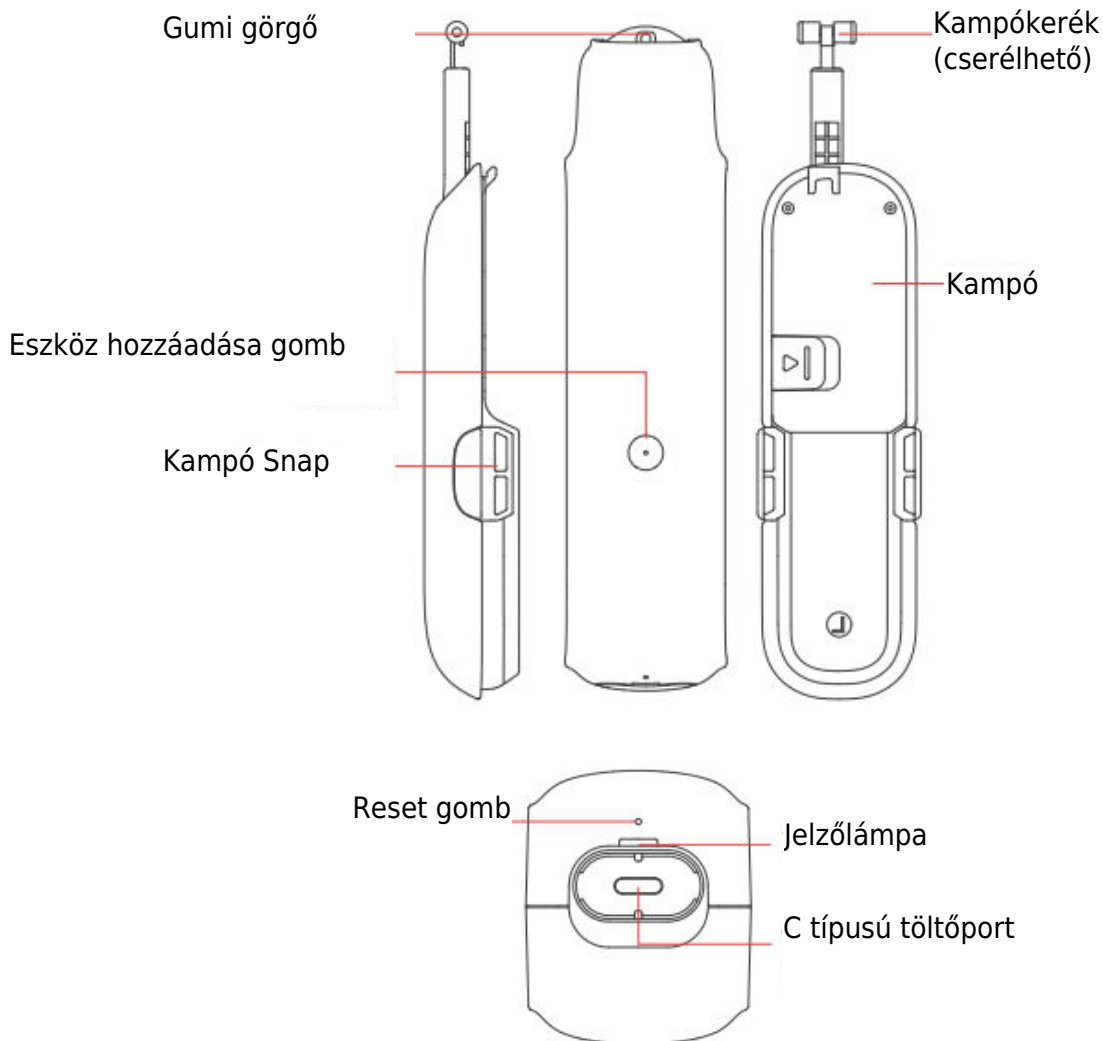 Gumi görgő
Kampókerék
(cserélhető)
Kampó
Eszköz hozzáadása gomb
Kampó Snap
Reset gomb
Jelzőlámpa
C típusú töltőport